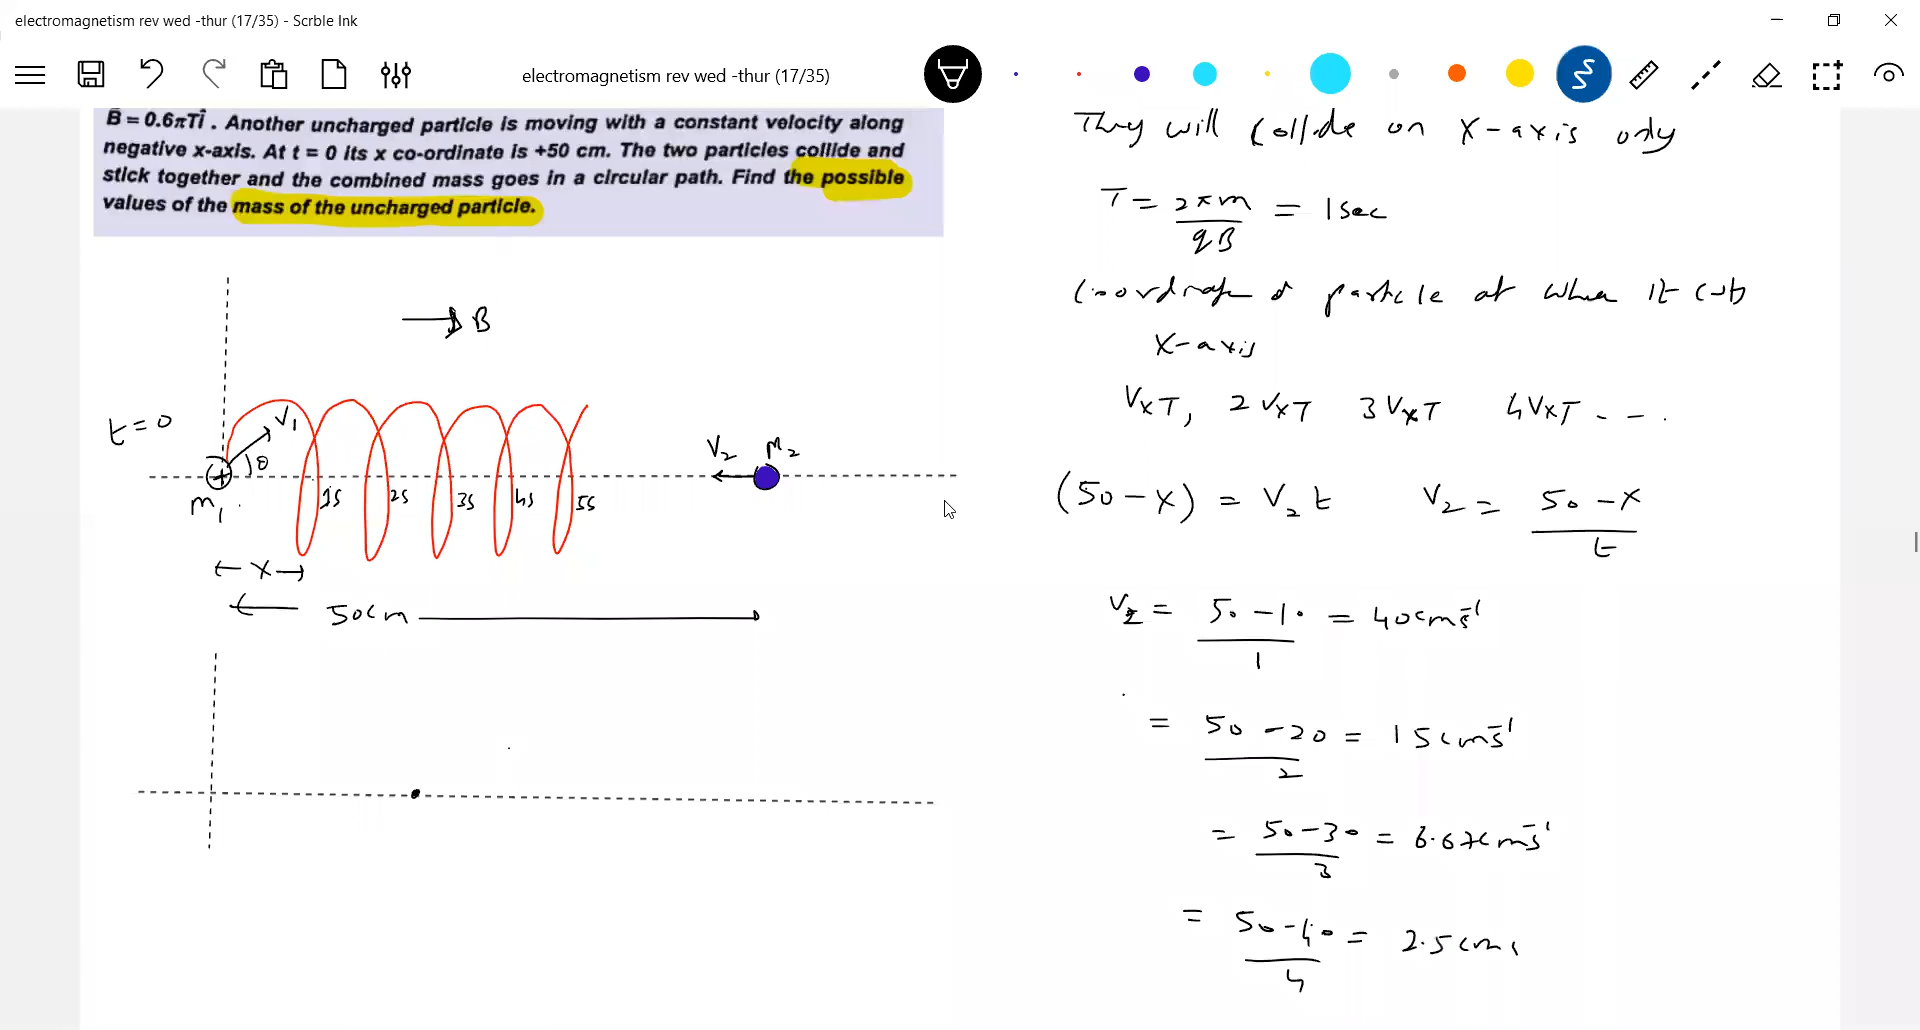 electromagnetism rev wed -thur (17/35) - Scrble Ink
electromagnetism rev wed -thur (17/35)
B = 0.6πTî . Another uncharged particle is moving with a constant velocity along
negative x-axis. At t = 0 its x co-ordinate is +50 cm. The two particles collide and
stick together and the combined mass goes in a circular path. Find the possible
values of the mass of the uncharged particle.
B
t=0
V₁
θ
+
m₁
1s 2s 3s 4s 5s
V₂ M₂
x
50cm
They will collide on X-axis only
T = 2πm / qB = 1 sec
particle at when it cuts
X-axis
VxT, 2VxT 3VxT 4VxT - - .
(50 - x) = V₂ t V₂ = 50 - x / t
V₂ = 50 - 10 / 1 = 40cms⁻¹
= 50 - 20 / 2 = 15cms⁻¹
= 50 - 30 / 3 = 6.67cms⁻¹
= 50 - 40 / 4 = 2.5cms